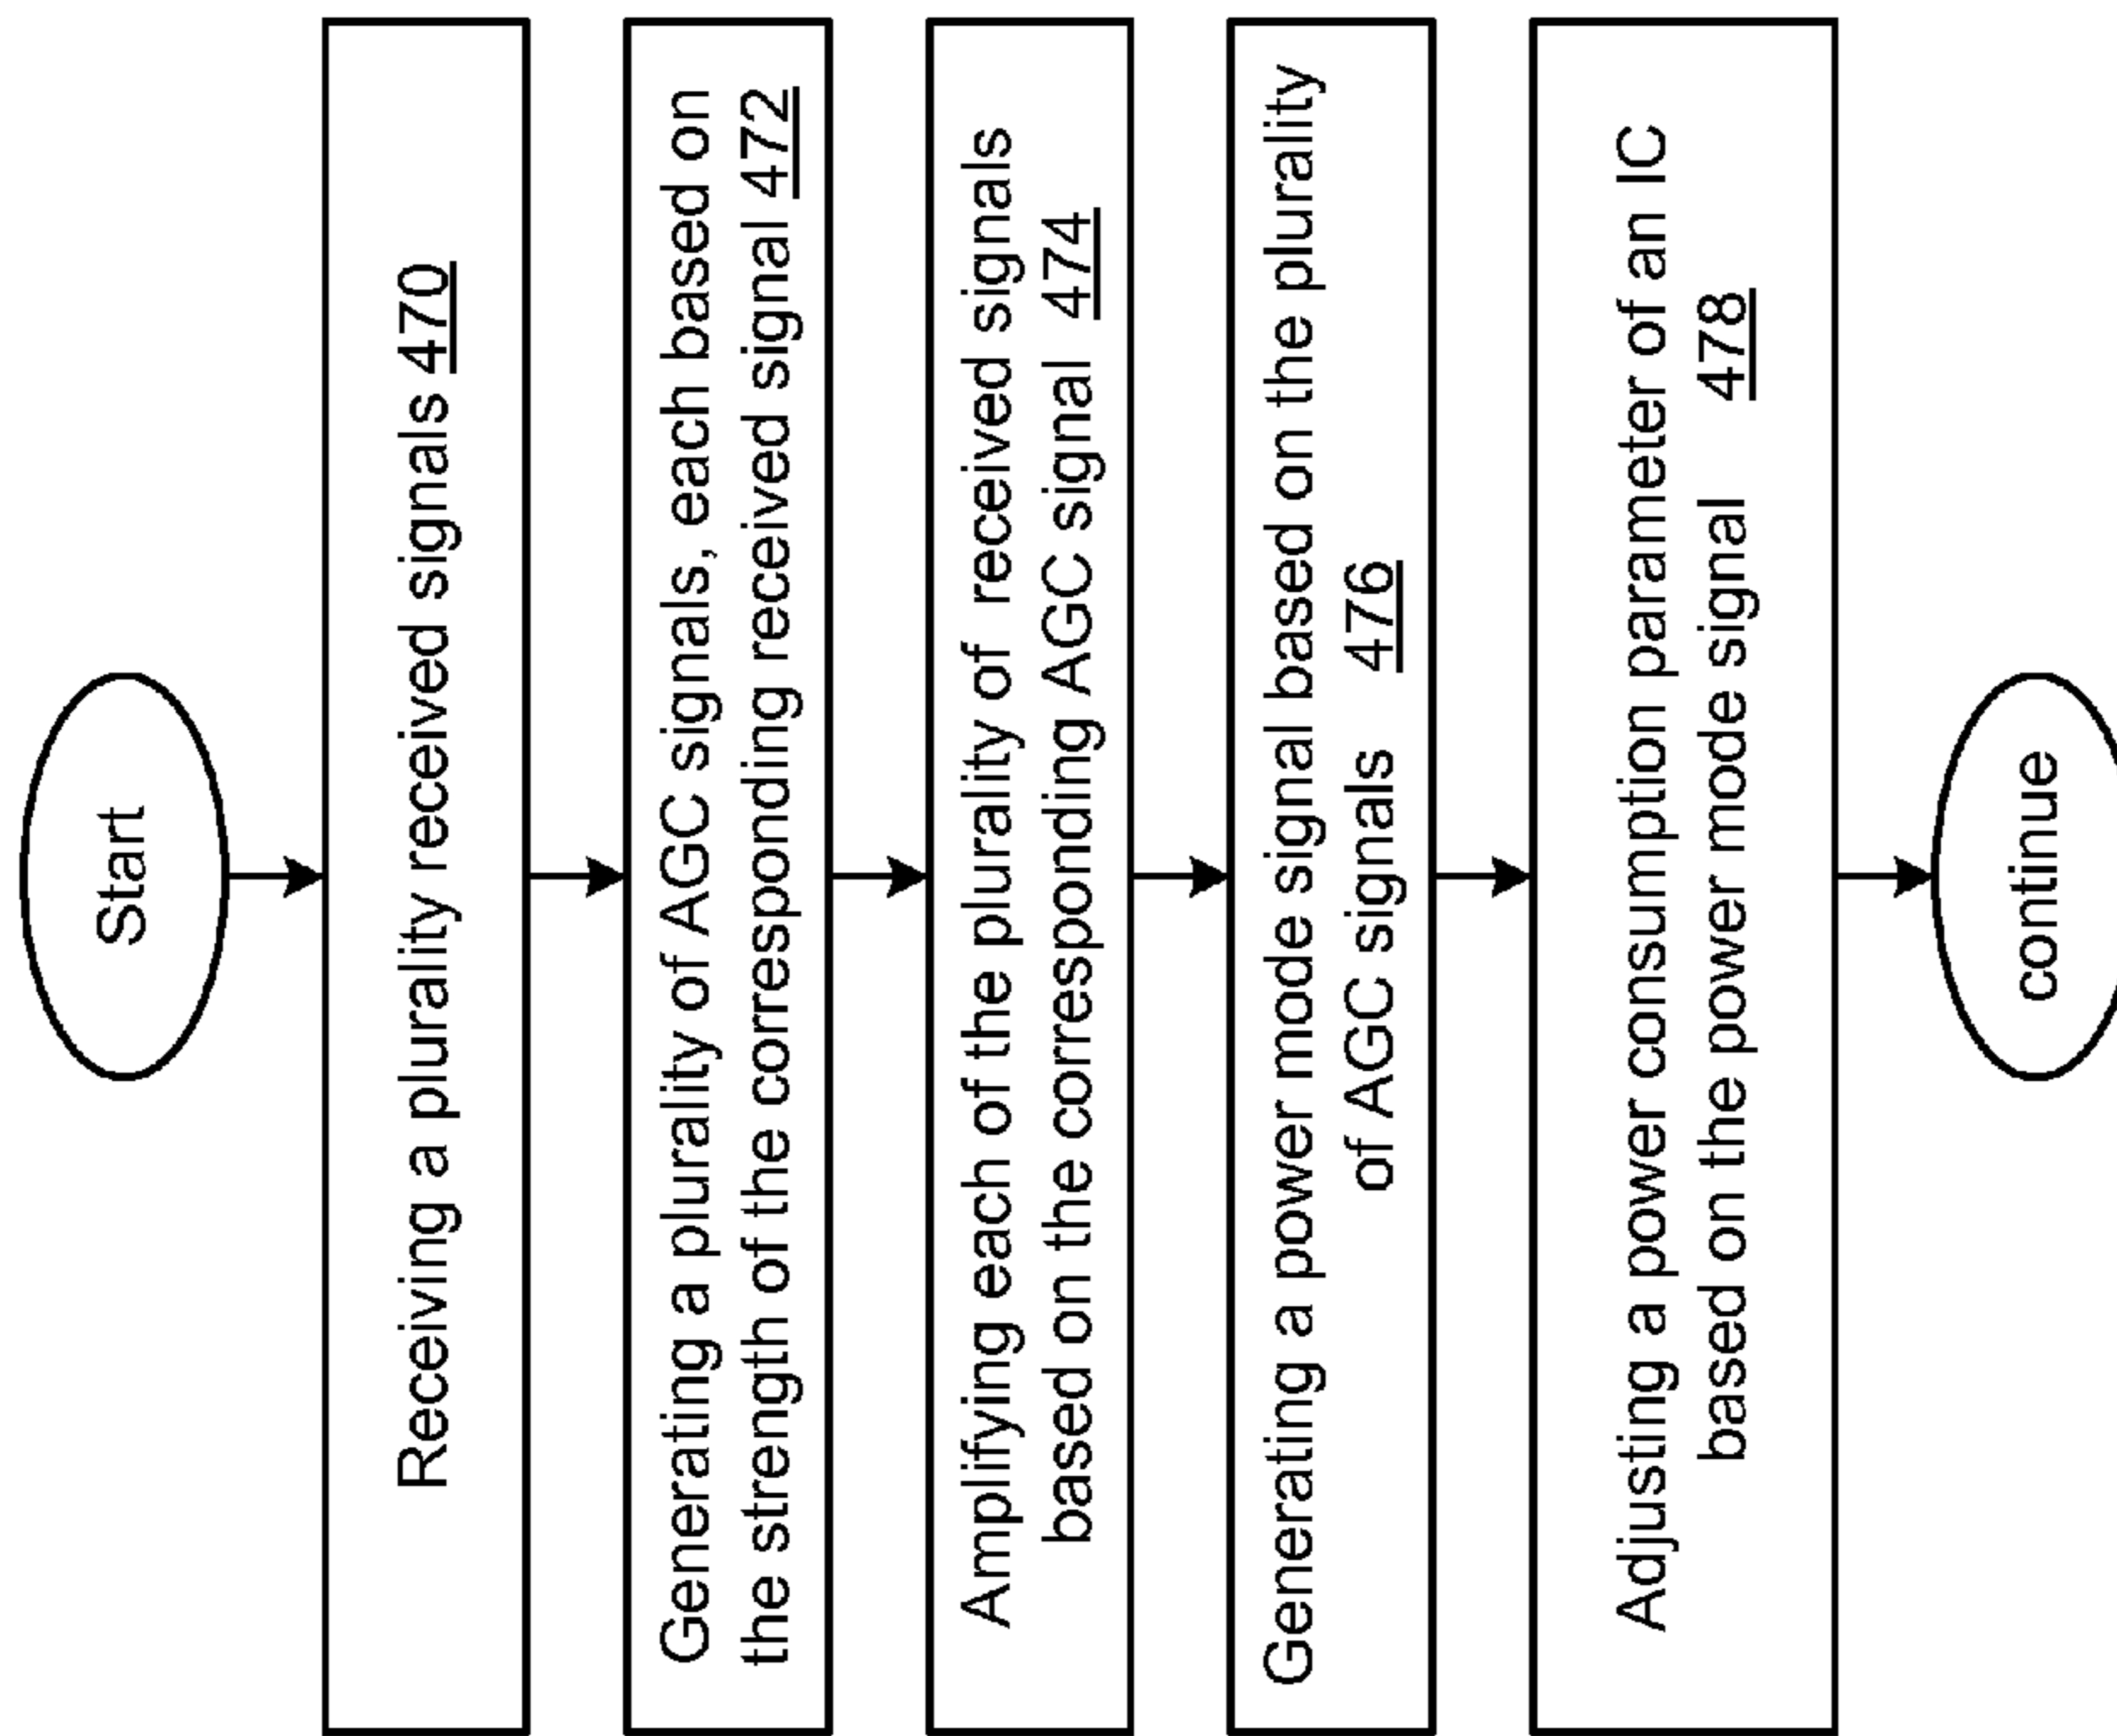 Start
Receiving a plurality received signals 470
Generating a plurality of AGC signals, each based on
the strength of the corresponding received signal 472
Amplifying each of the plurality of received signals
based on the corresponding AGC signal 474
Generating a power mode signal based on the plurality
of AGC signals 476
Adjusting a power consumption parameter of an IC
based on the power mode signal 478
continue